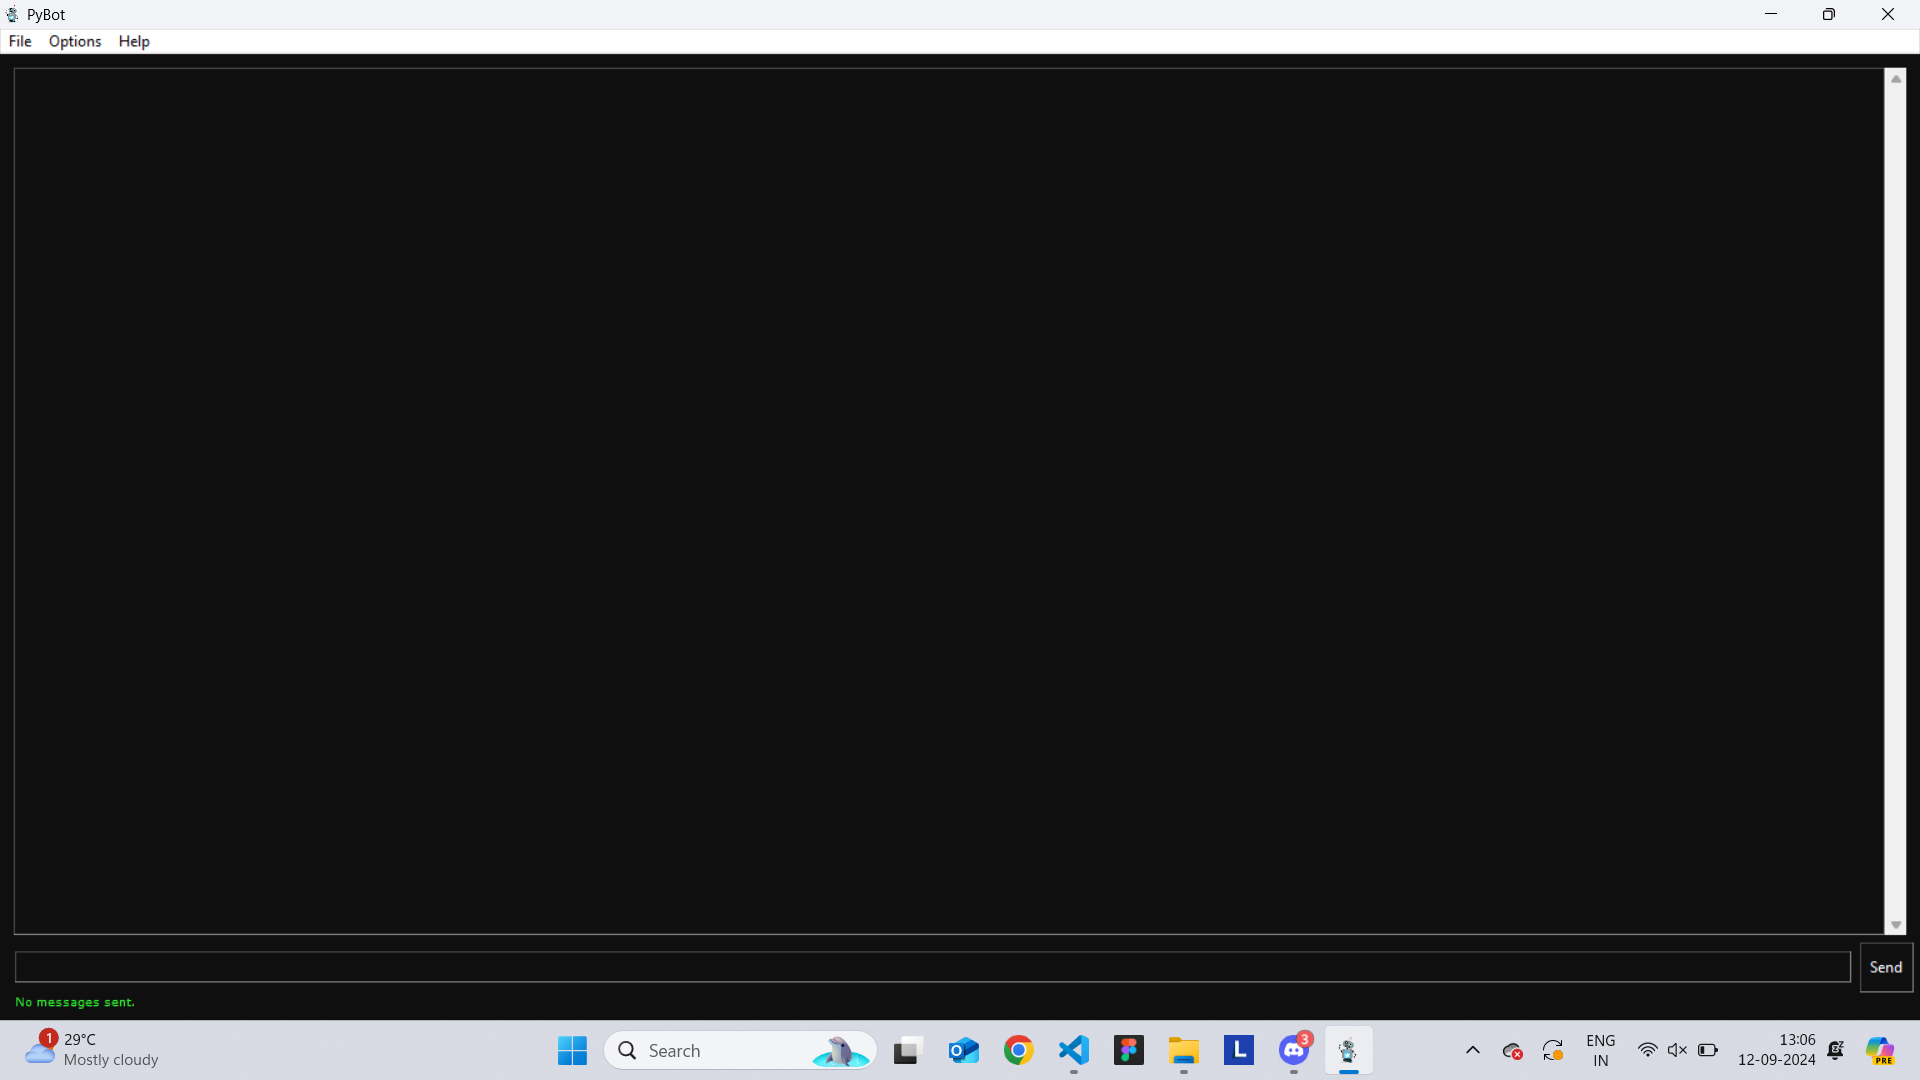 PyBot
File Options Help
Send
No messages sent.
1
29°C
Mostly cloudy
Search
L
3
ENG
IN
13:06
12-09-2024
PRE